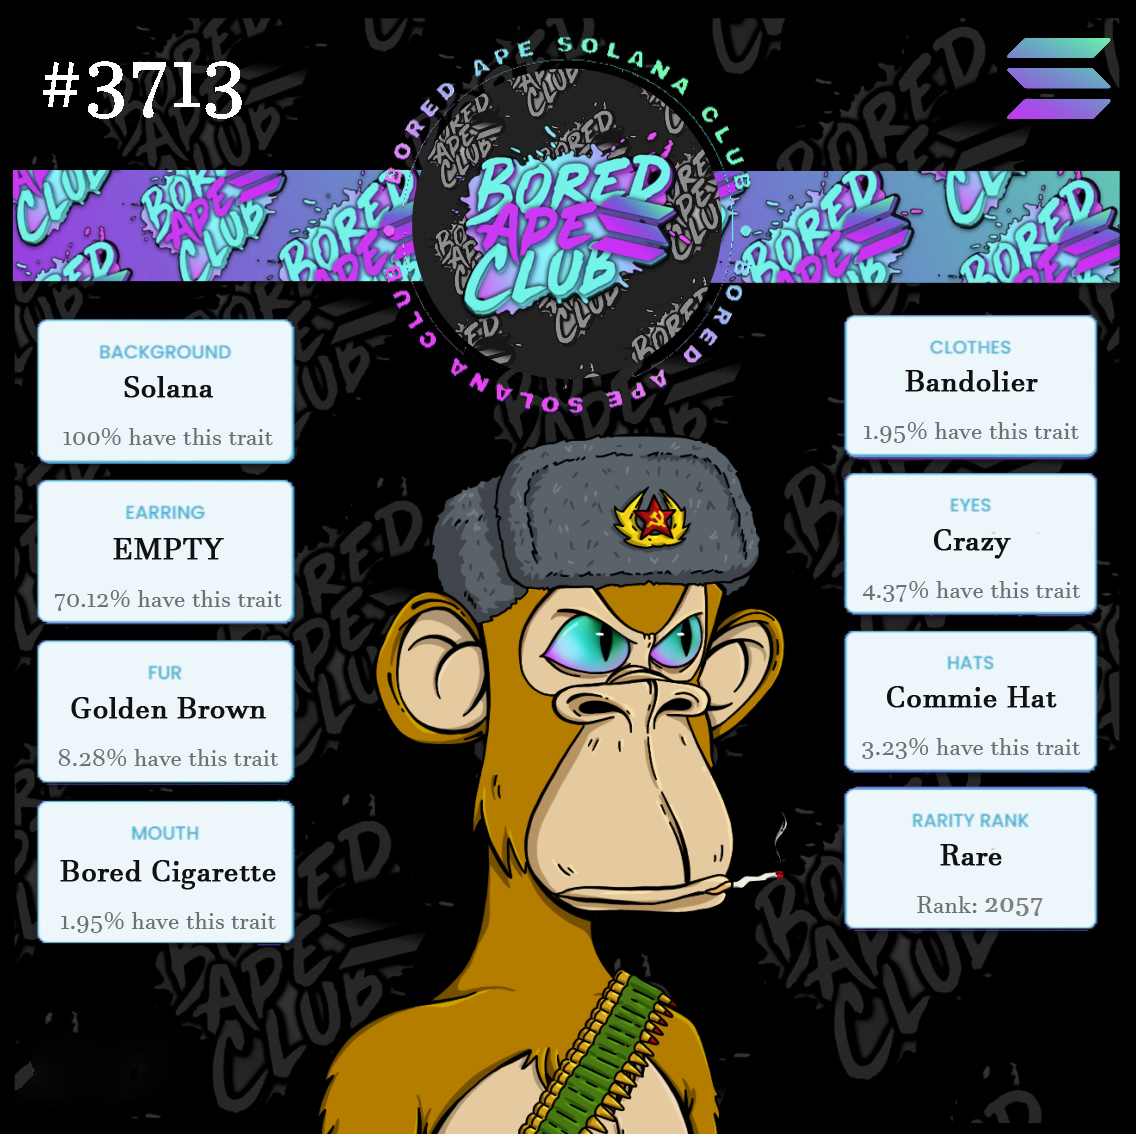 #3713
BORED APE SOLANA CLUB
BORED APE SOLANA CLUB
BORED
APE
CLUB
BACKGROUND
Solana
100% have this trait
EARRING
EMPTY
70.12% have this trait
FUR
Golden Brown
8.28% have this trait
MOUTH
Bored Cigarette
1.95% have this trait
CLOTHES
Bandolier
1.95% have this trait
EYES
Crazy
4.37% have this trait
HATS
Commie Hat
3.23% have this trait
RARITY RANK
Rare
Rank: 2057